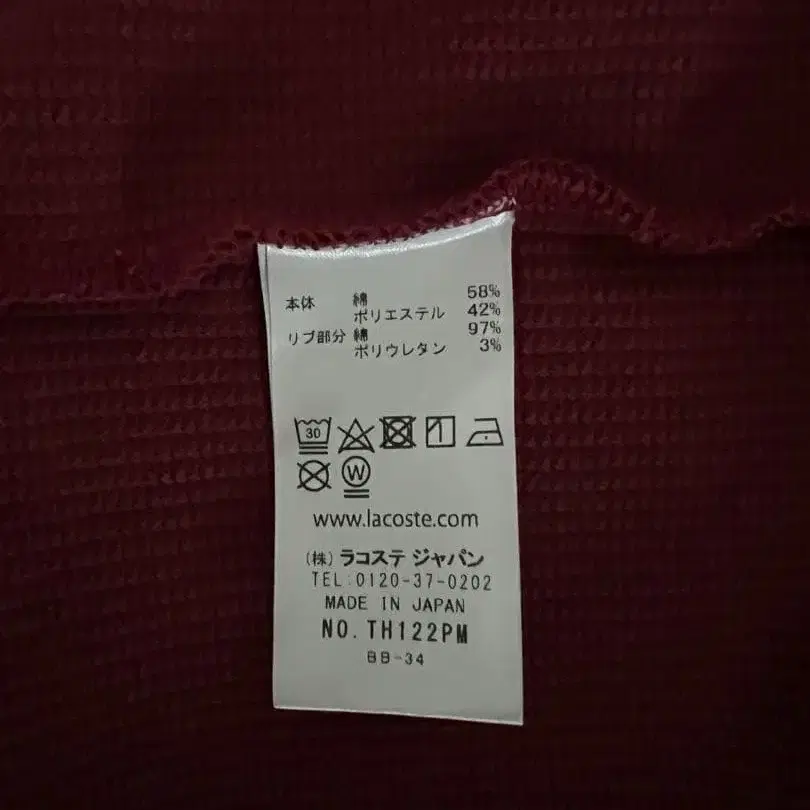 本体 綿 58%
ポリエステル 42%
リブ部分 綿 97%
ポリウレタン 3%
30
W
www.lacoste.com
(株) ラコステ ジャパン
TEL:0120-37-0202
MADE IN JAPAN
NO. TH122PM
BB-34